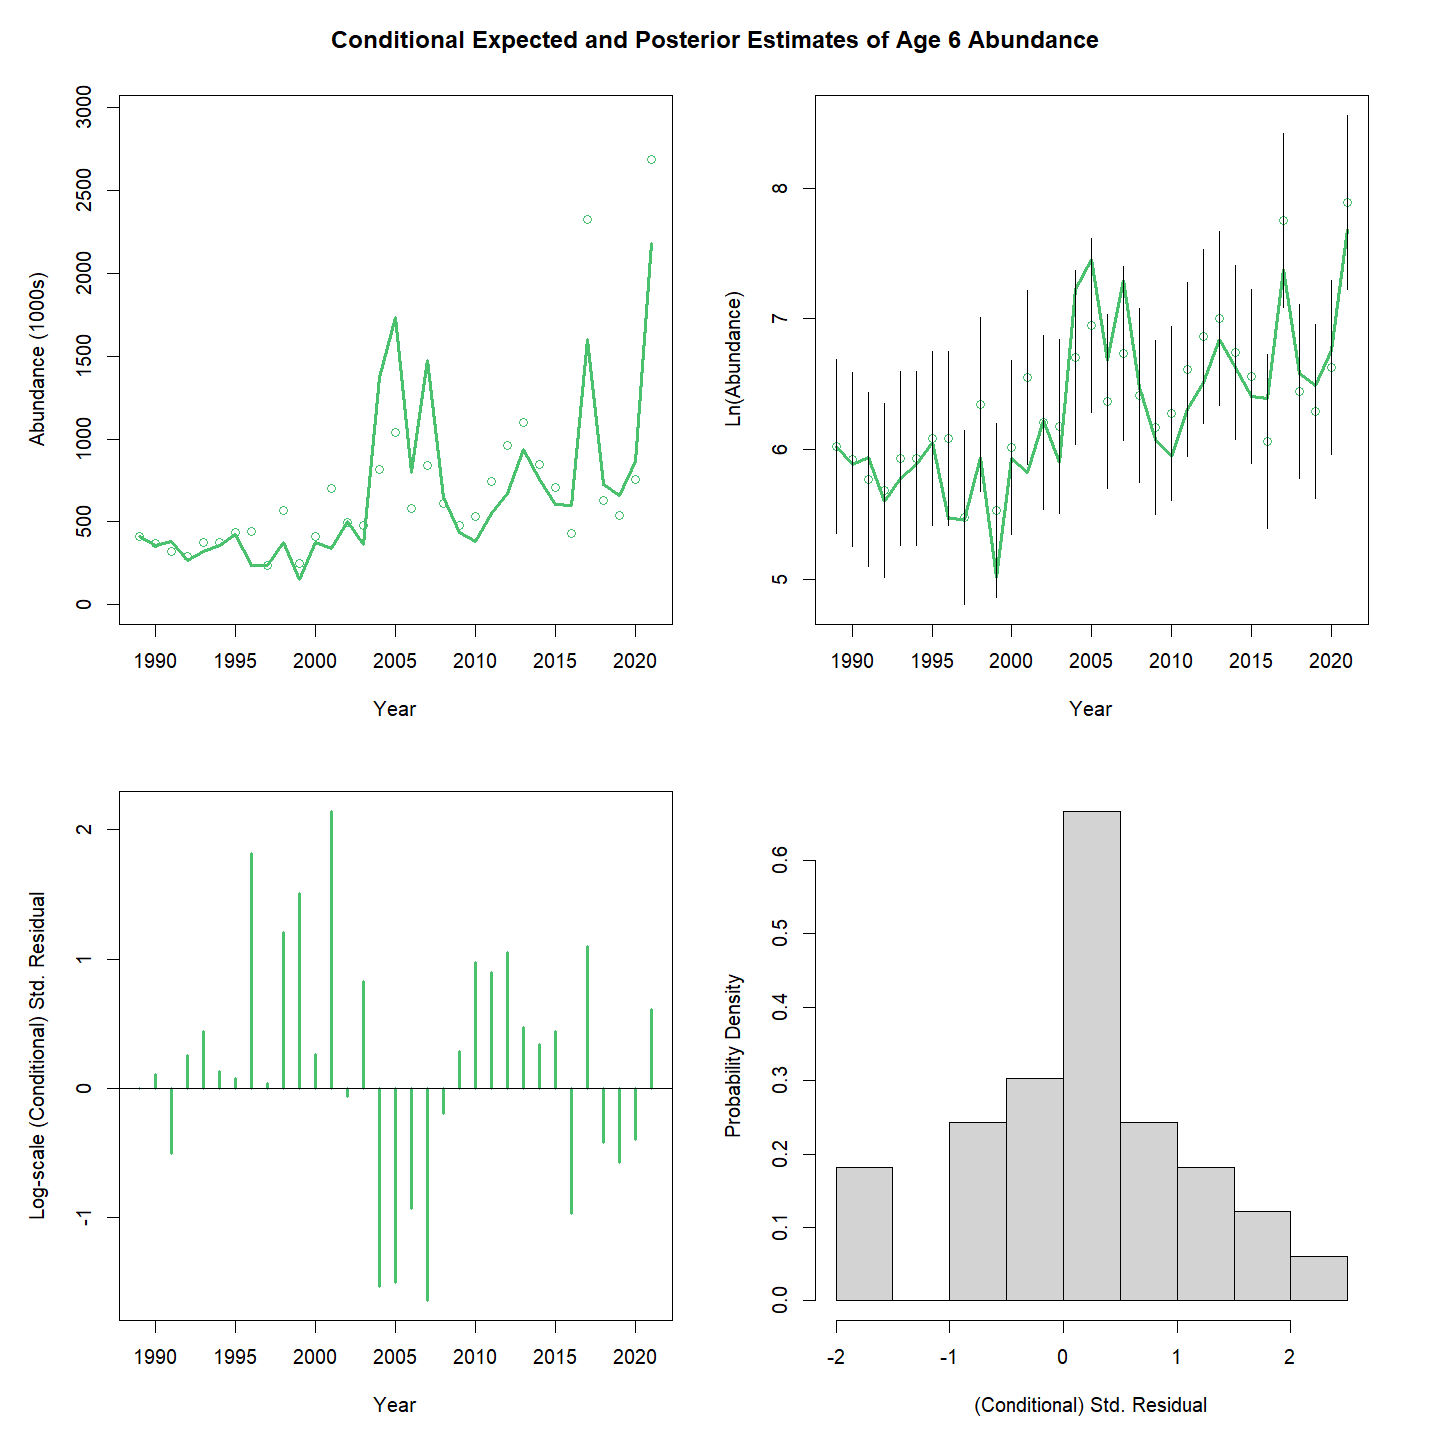 Conditional Expected and Posterior Estimates of Age 6 Abundance
Abundance (1000s)
0 500 1000 1500 2000 2500 3000
1990 1995 2000 2005 2010 2015 2020
Year
Ln(Abundance)
5 6 7 8
1990 1995 2000 2005 2010 2015 2020
Year
Log-scale (Conditional) Std. Residual
-1 0 1 2
1990 1995 2000 2005 2010 2015 2020
Year
Probability Density
0.0 0.1 0.2 0.3 0.4 0.5 0.6
-2 -1 0 1 2
(Conditional) Std. Residual